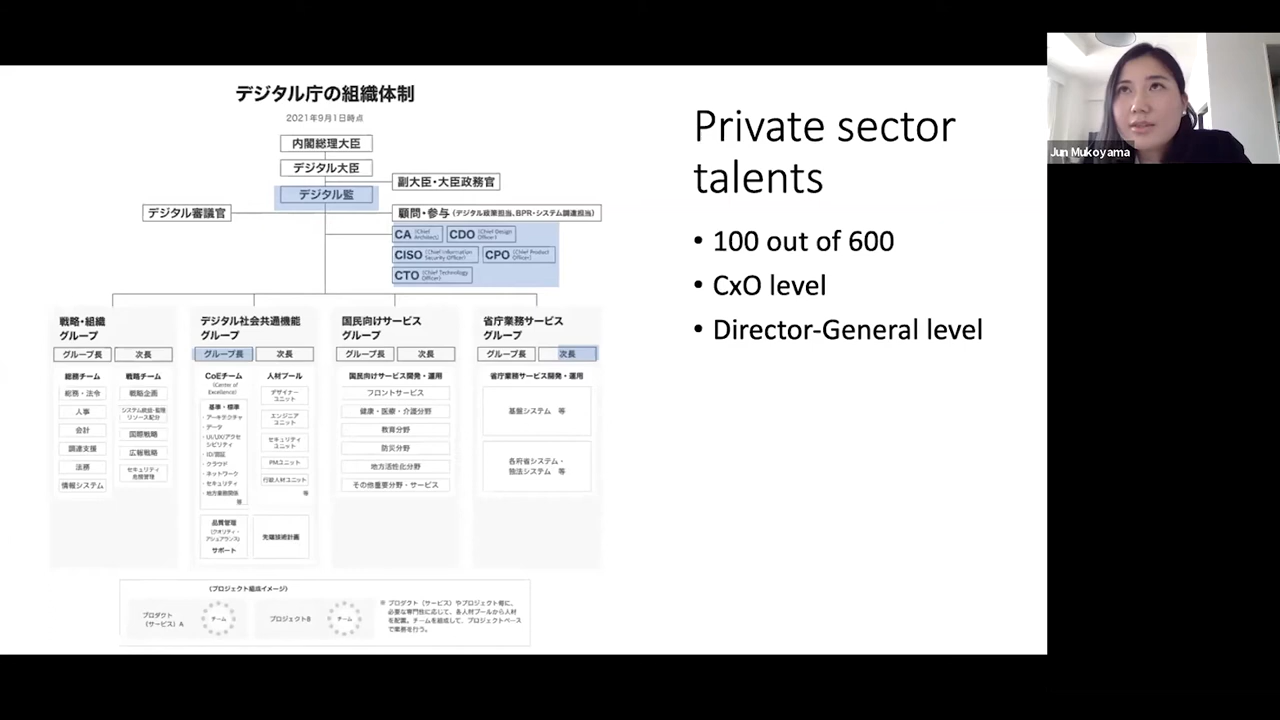 デジタル庁の組織体制
2021年9月1日時点
内閣総理大臣
デジタル大臣
副大臣・大臣政務官
デジタル監
デジタル審議官
顧問・参与(デジタル政策担当、BPR・システム調達担当)
CA (Chief Architect)
CDO (Chief Design Officer)
CISO (Chief Information Security Officer)
CPO (Chief Product Officer)
CTO (Chief Technology Officer)
戦略・組織
グループ
グループ長
次長
総務チーム
総務・法令
人事
会計
調達支援
法務
情報システム
戦略チーム
戦略企画
システム統括・監理
リソース配分
国際戦略
広報戦略
セキュリティ
危機管理
デジタル社会共通機能
グループ
グループ長
次長
CoEチーム
(Center of
Excellence)
基準・標準
・アーキテクチャ
・データ
・UI/UX/アクセ
シビリティ
・ID/認証
・クラウド
・ネットワーク
・セキュリティ
・地方業務関係
等
品質管理
(クオリティ・
アシュアランス)
サポート
人材プール
デザイナー
ユニット
エンジニア
ユニット
セキュリティ
ユニット
PMユニット
行政人材ユニット
等
先端技術計画
国民向けサービス
グループ
グループ長
次長
国民向けサービス開発・運用
フロントサービス
健康・医療・介護分野
教育分野
防災分野
地方活性化分野
その他重要分野・サービス
省庁業務サービス
グループ
グループ長
次長
省庁業務サービス開発・運用
基盤システム 等
各府省システム・
独法システム 等
(プロジェクト組成イメージ)
プロダクト
(サービス) A
チーム
プロジェクトB
チーム
※ プロダクト(サービス)やプロジェクト毎に、
必要な専門性に応じて、各人材プールから人材
を配置。チームを組成して、プロジェクトベース
で業務を行う。
Private sector
talents
• 100 out of 600
• CxO level
• Director-General level
Jun Mukoyama